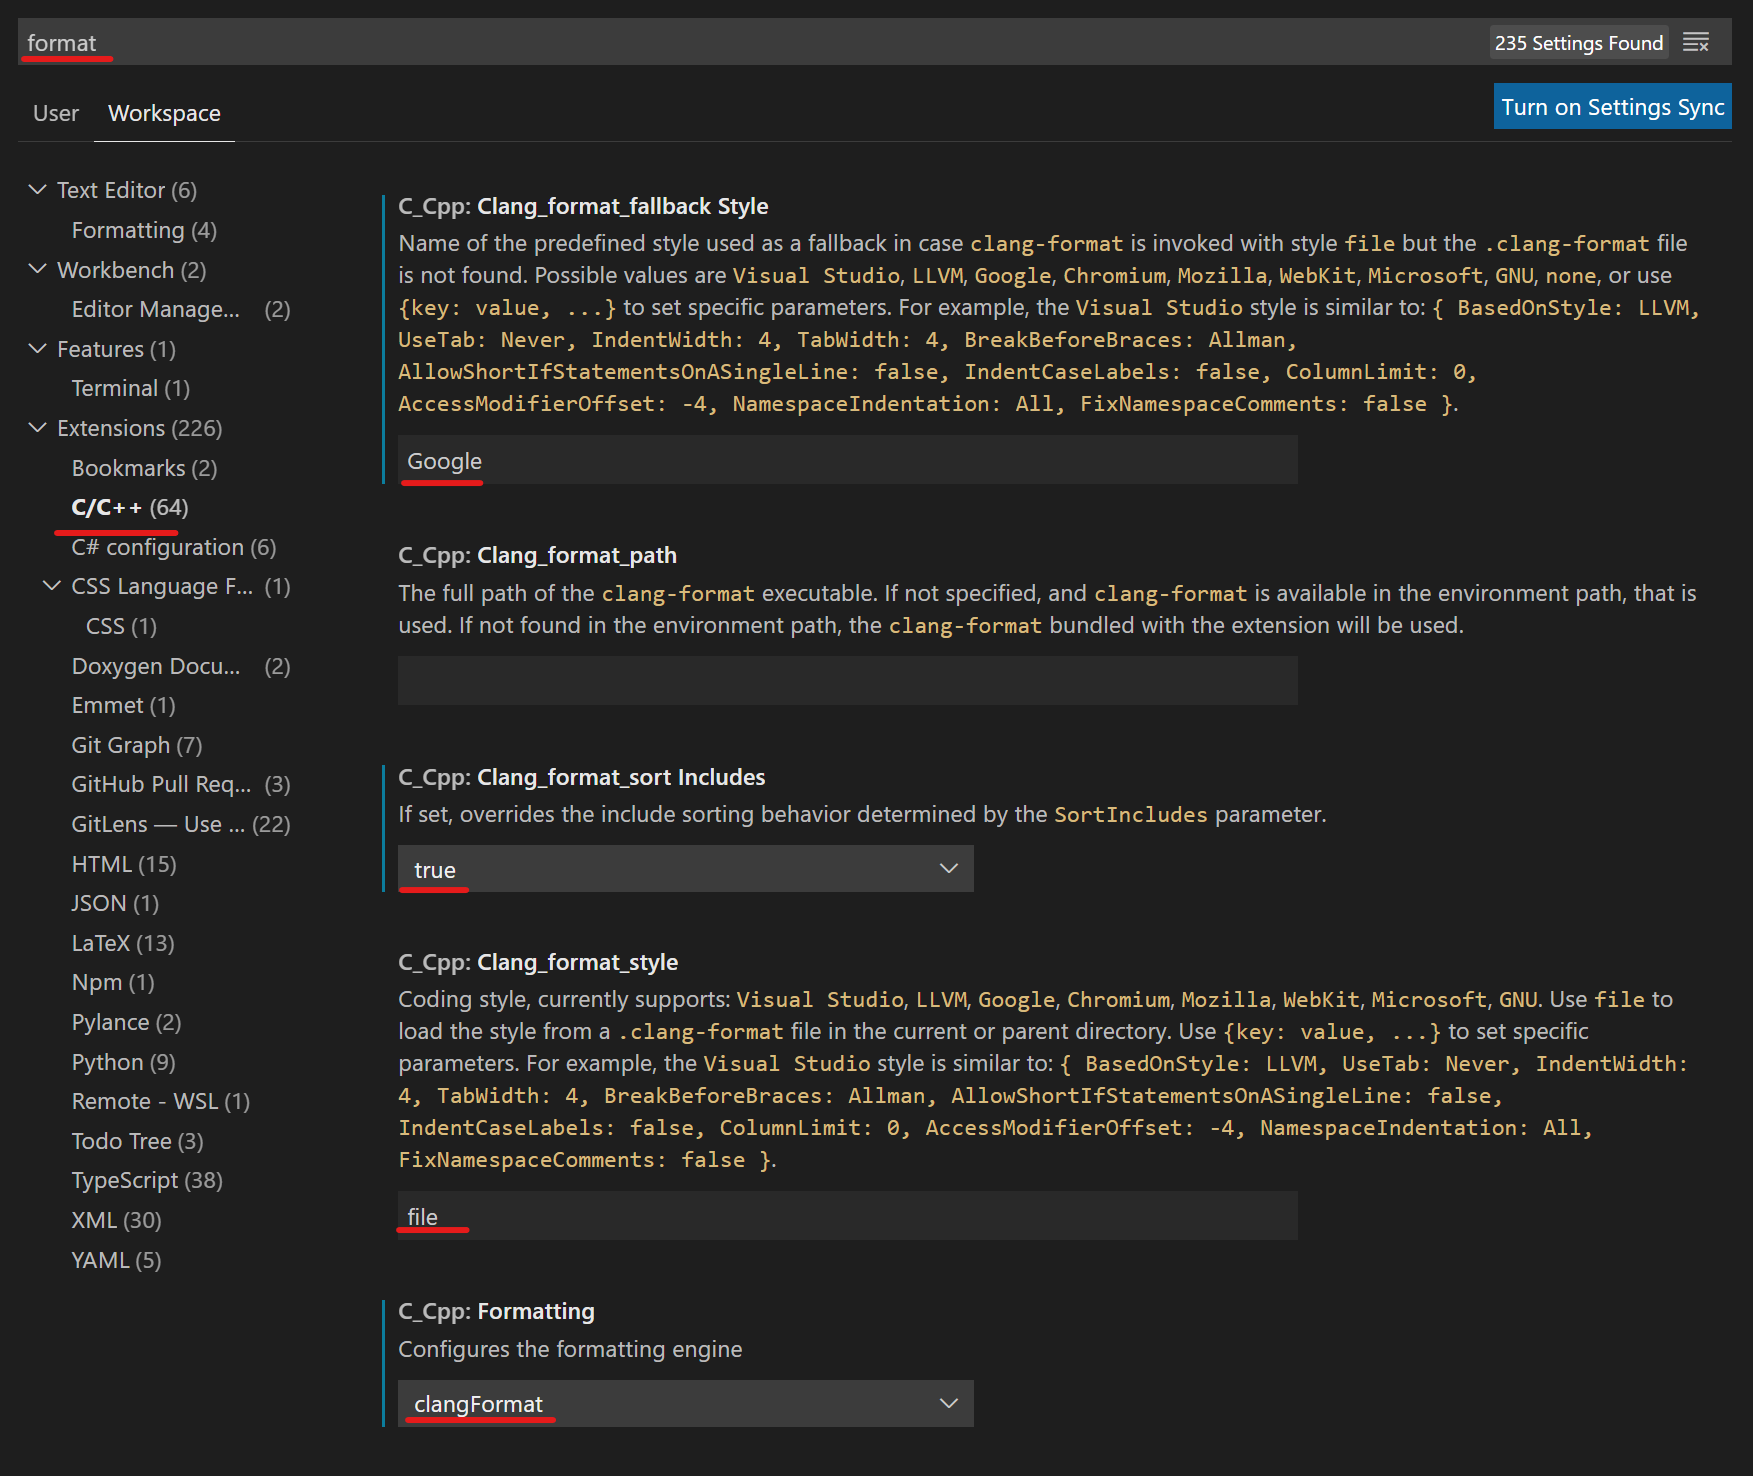 format
235 Settings Found
User
Workspace
Turn on Settings Sync
Text Editor (6)
Formatting (4)
Workbench (2)
Editor Manage... (2)
Features (1)
Terminal (1)
Extensions (226)
Bookmarks (2)
C/C++ (64)
C# configuration (6)
CSS Language F... (1)
CSS (1)
Doxygen Docu... (2)
Emmet (1)
Git Graph (7)
GitHub Pull Req... (3)
GitLens — Use ... (22)
HTML (15)
JSON (1)
LaTeX (13)
Npm (1)
Pylance (2)
Python (9)
Remote - WSL (1)
Todo Tree (3)
TypeScript (38)
XML (30)
YAML (5)
C_Cpp: Clang_format_fallback Style
Name of the predefined style used as a fallback in case clang-format is invoked with style file but the .clang-format file
is not found. Possible values are Visual Studio, LLVM, Google, Chromium, Mozilla, WebKit, Microsoft, GNU, none, or use
{key: value, ...} to set specific parameters. For example, the Visual Studio style is similar to: { BasedOnStyle: LLVM,
UseTab: Never, IndentWidth: 4, TabWidth: 4, BreakBeforeBraces: Allman,
AllowShortIfStatementsOnASingleLine: false, IndentCaseLabels: false, ColumnLimit: 0,
AccessModifierOffset: -4, NamespaceIndentation: All, FixNamespaceComments: false }.
Google
C_Cpp: Clang_format_path
The full path of the clang-format executable. If not specified, and clang-format is available in the environment path, that is
used. If not found in the environment path, the clang-format bundled with the extension will be used.
C_Cpp: Clang_format_sort Includes
If set, overrides the include sorting behavior determined by the SortIncludes parameter.
true
C_Cpp: Clang_format_style
Coding style, currently supports: Visual Studio, LLVM, Google, Chromium, Mozilla, WebKit, Microsoft, GNU. Use file to
load the style from a .clang-format file in the current or parent directory. Use {key: value, ...} to set specific
parameters. For example, the Visual Studio style is similar to: { BasedOnStyle: LLVM, UseTab: Never, IndentWidth:
4, TabWidth: 4, BreakBeforeBraces: Allman, AllowShortIfStatementsOnASingleLine: false,
IndentCaseLabels: false, ColumnLimit: 0, AccessModifierOffset: -4, NamespaceIndentation: All,
FixNamespaceComments: false }.
file
C_Cpp: Formatting
Configures the formatting engine
clangFormat